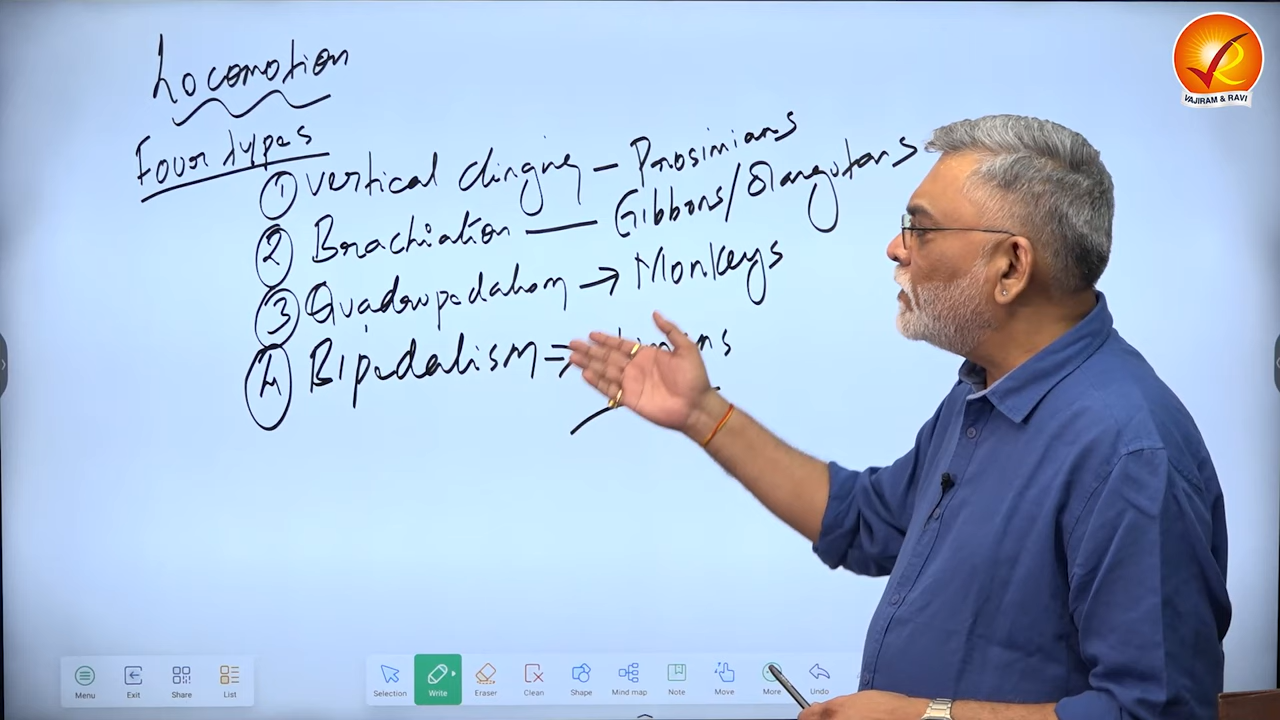 Locomotion
Four types
① Vertical clinging – Prosimians
② Brachiation — Gibbons/Orangutans
③ Quadrupedalism → Monkeys
④ Bipedalism ⇒
VAJIRAM & RAVI
Menu Exit Share List Selection Write Eraser Clean Shape Mind map Note Move More Undo